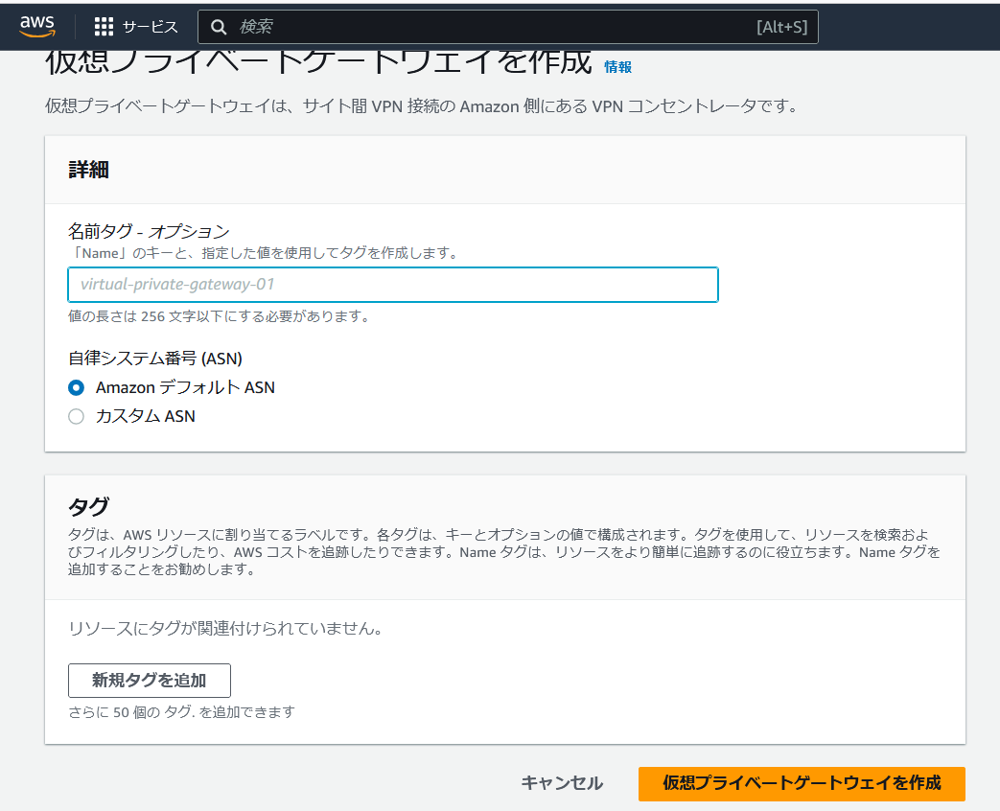 aws
サービス
検索
[Alt+S]
仮想プライベートゲートウェイを作成 情報
仮想プライベートゲートウェイは、サイト間 VPN 接続の Amazon 側にある VPN コンセントレータです。
詳細
名前タグ - オプション
「Name」のキーと、指定した値を使用してタグを作成します。
virtual-private-gateway-01
値の長さは 256 文字以下にする必要があります。
自律システム番号 (ASN)
Amazon デフォルト ASN
カスタム ASN
タグ
タグは、AWS リソースに割り当てるラベルです。各タグは、キーとオプションの値で構成されます。タグを使用して、リソースを検索およ
びフィルタリングしたり、AWS コストを追跡したりできます。Name タグは、リソースをより簡単に追跡するのに役立ちます。Name タグを
追加することをお勧めします。
リソースにタグが関連付けられていません。
新規タグを追加
さらに 50 個の タグ. を追加できます
キャンセル
仮想プライベートゲートウェイを作成